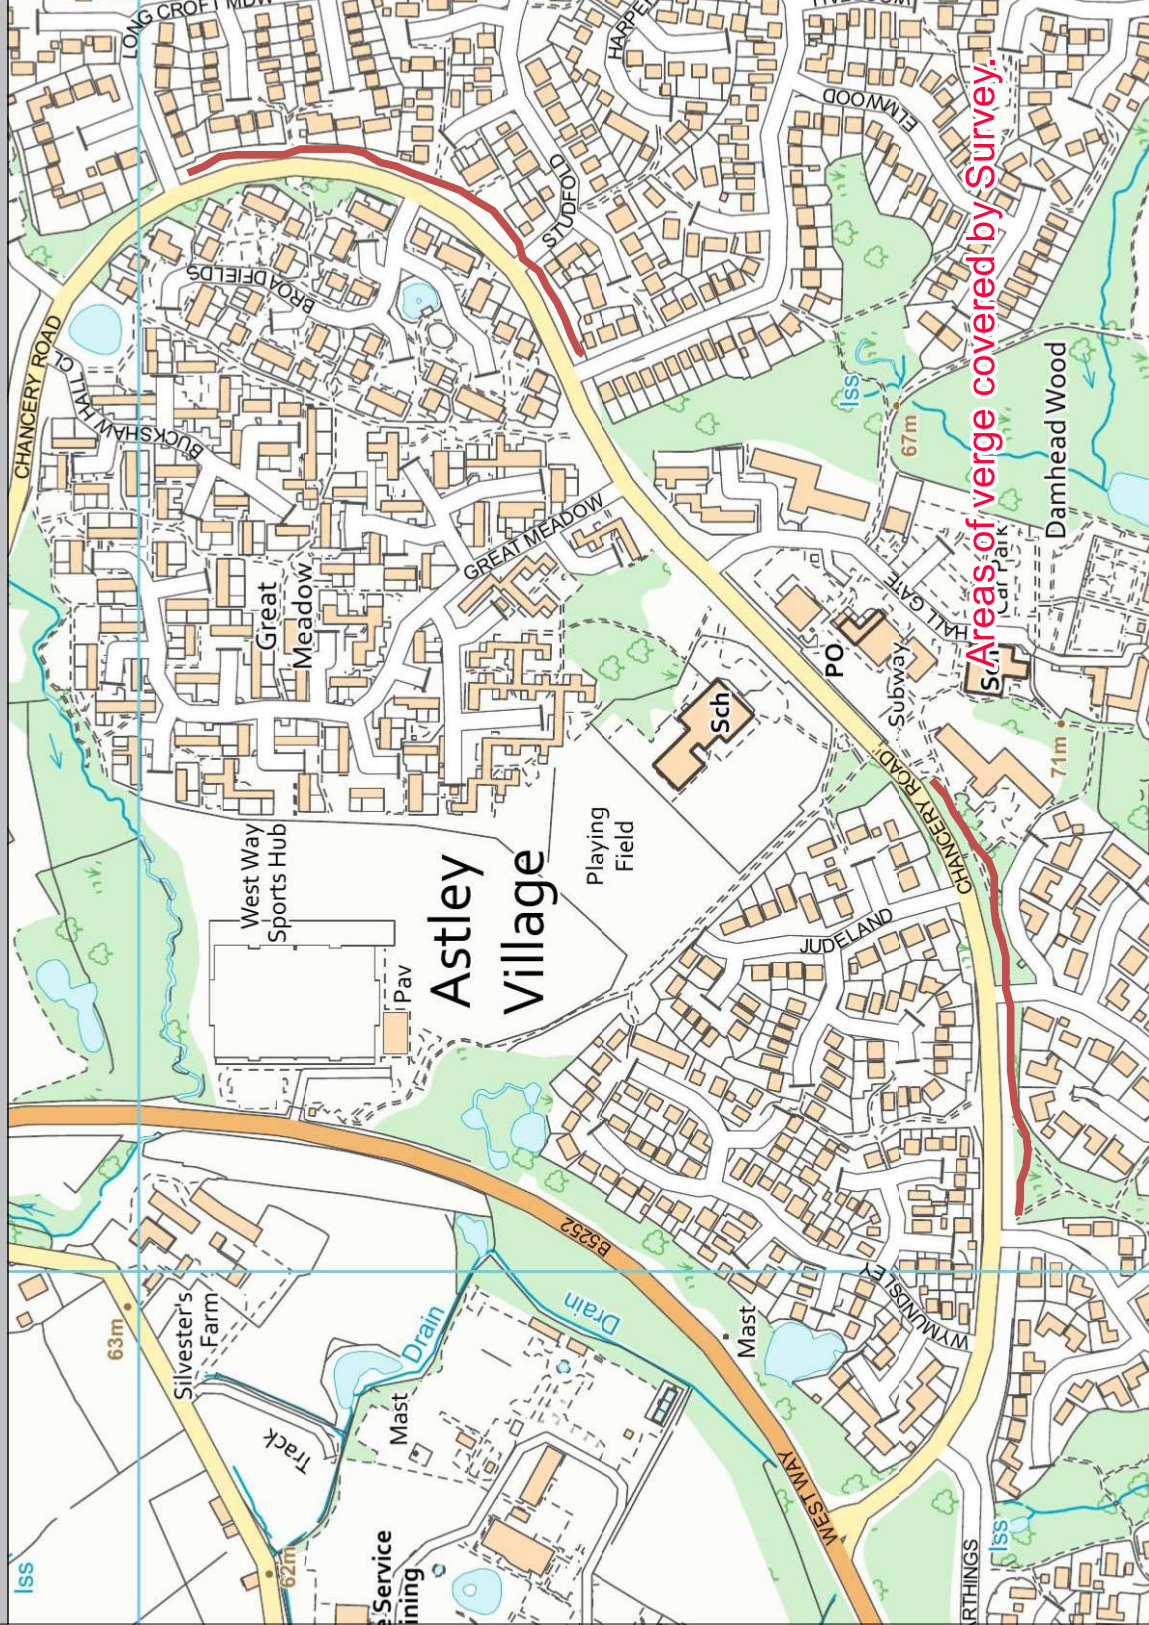 Areas of verge covered by Survey.
LONG CROFT MDW
HARPER
ELMWOOD
STUDFOLD
BROADFIELDS
CHANCERY ROAD
BUCKSHAW HALL CL
Great
Meadow
GREAT MEADOW
Iss
67m
Damhead Wood
Car Park
HALL GATE
PO
Subway
Sch
Sch
71m
CHANCERY ROAD
West Way
Sports Hub
Playing
Field
Astley
Village
Pav
JUDELAND
B5252
WYMUNDSLEY
Mast
WEST WAY
Silvester's
Farm
63m
Drain
Drain
Track
Mast
62m
Iss
Iss
e Service
ining
ARTHINGS